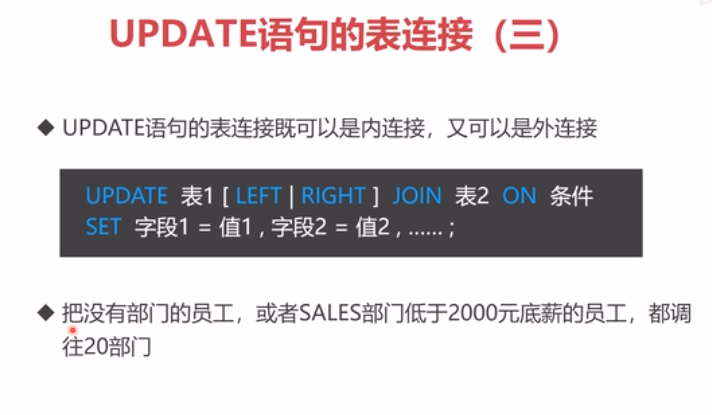 UPDATE语句的表连接（三）
◆ UPDATE语句的表连接既可以是内连接，又可以是外连接
UPDATE 表1 [ LEFT | RIGHT ] JOIN 表2 ON 条件
SET 字段1 = 值1 , 字段2 = 值2 , …… ;
◆ 把没有部门的员工，或者SALES部门低于2000元底薪的员工，都调
往20部门